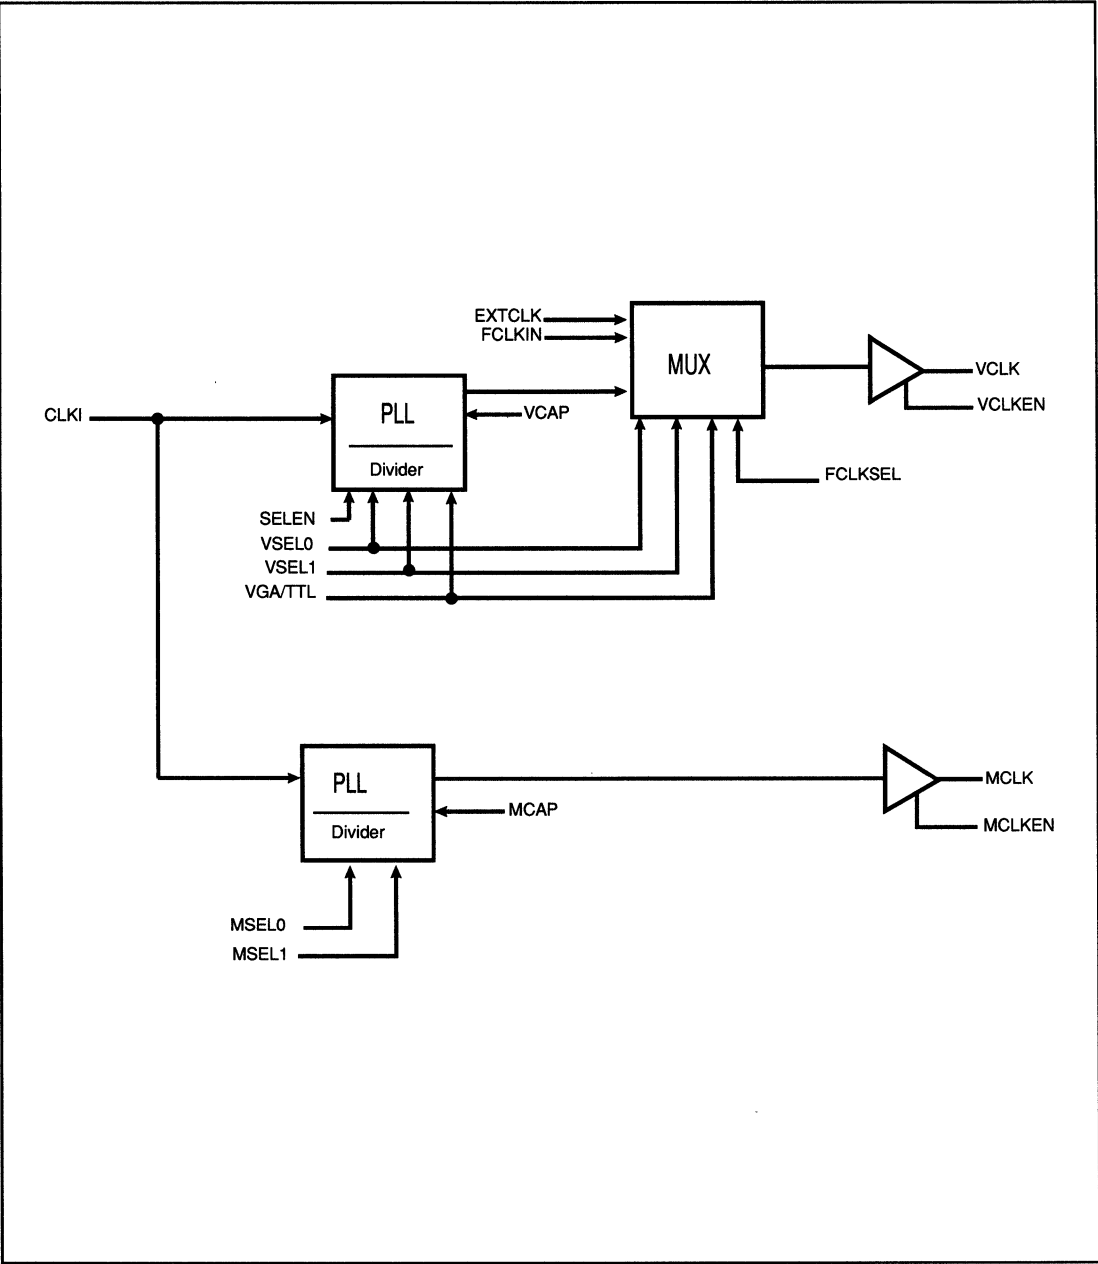 EXTCLK
FCLKIN
MUX
VCLK
VCLKEN
CLKI
PLL
VCAP
Divider
FCLKSEL
SELEN
VSEL0
VSEL1
VGA/TTL
PLL
MCLK
MCAP
Divider
MCLKEN
MSEL0
MSEL1